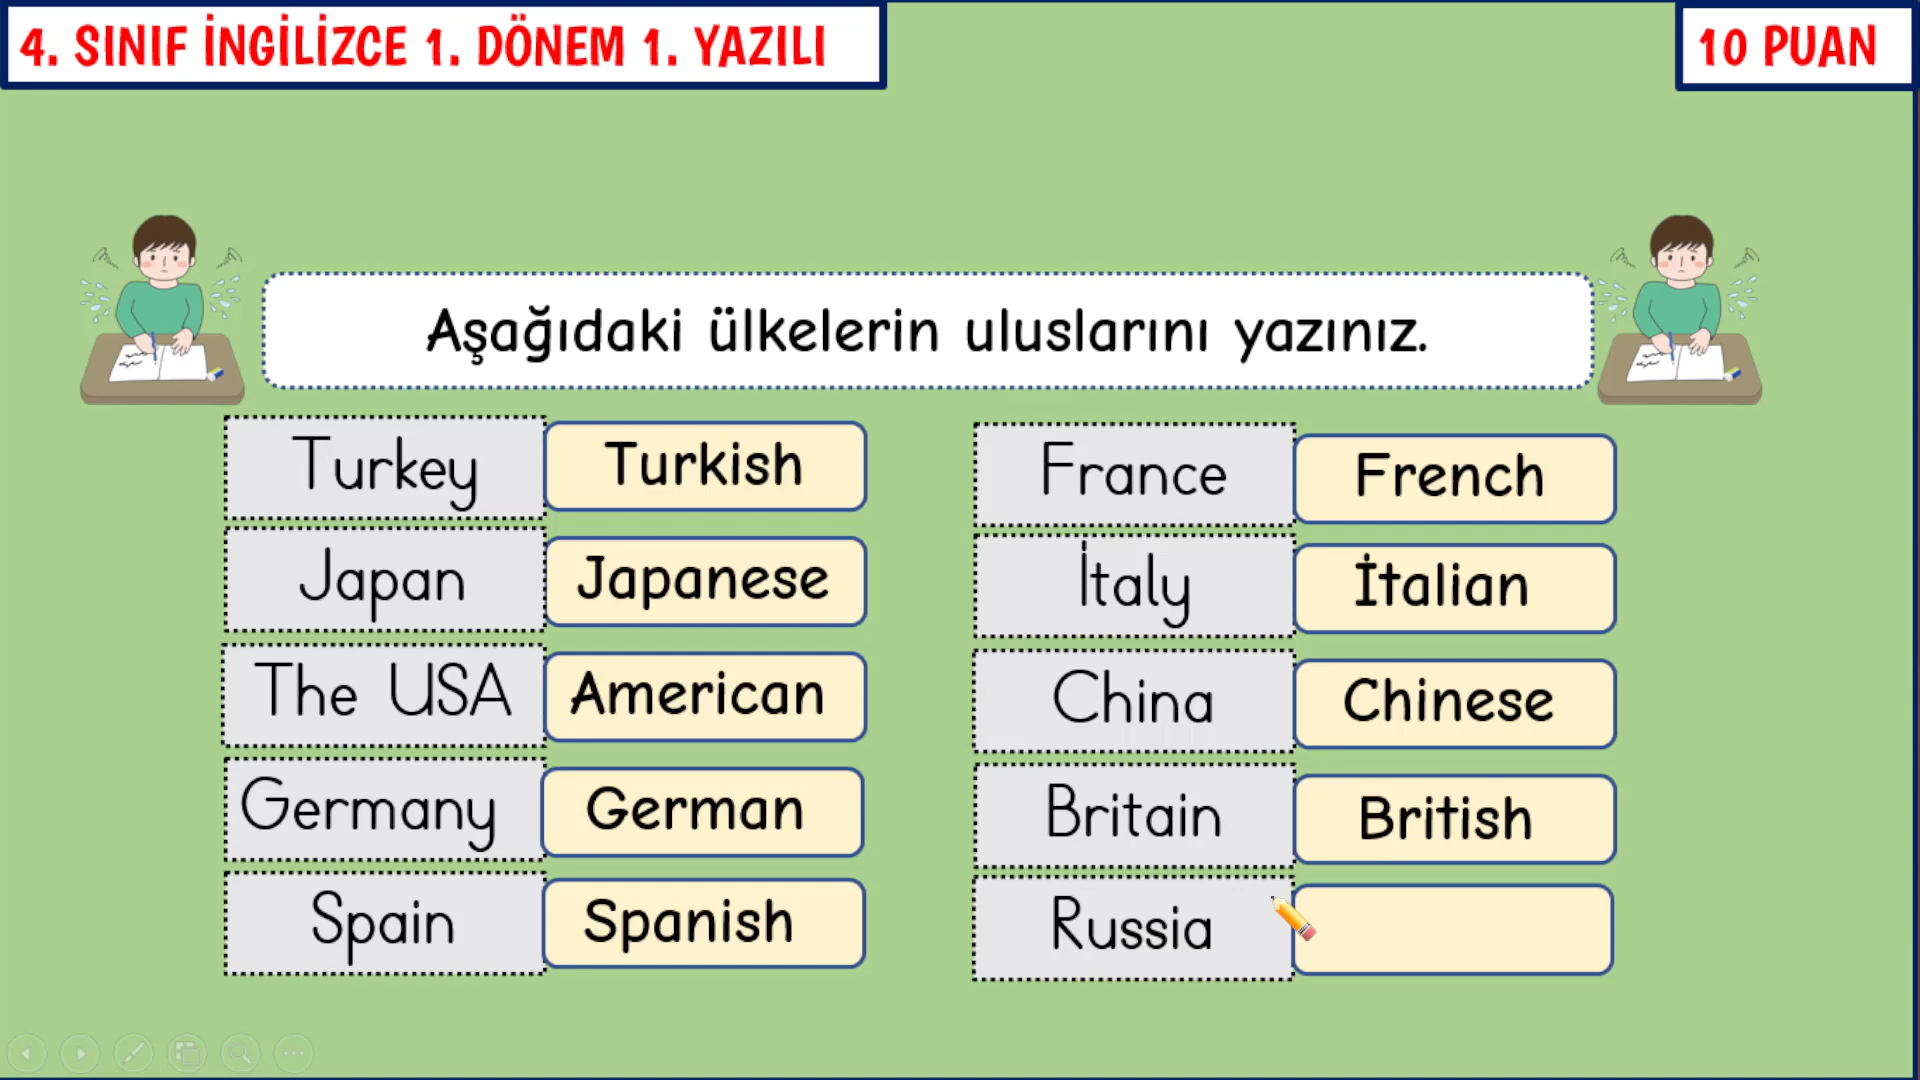 4. SINIF İNGİLİZCE 1. DÖNEM 1. YAZILI
10 PUAN
Aşağıdaki ülkelerin uluslarını yazınız.
Turkey Turkish
Japan Japanese
The USA American
Germany German
Spain Spanish
France French
İtaly İtalian
China Chinese
Britain British
Russia